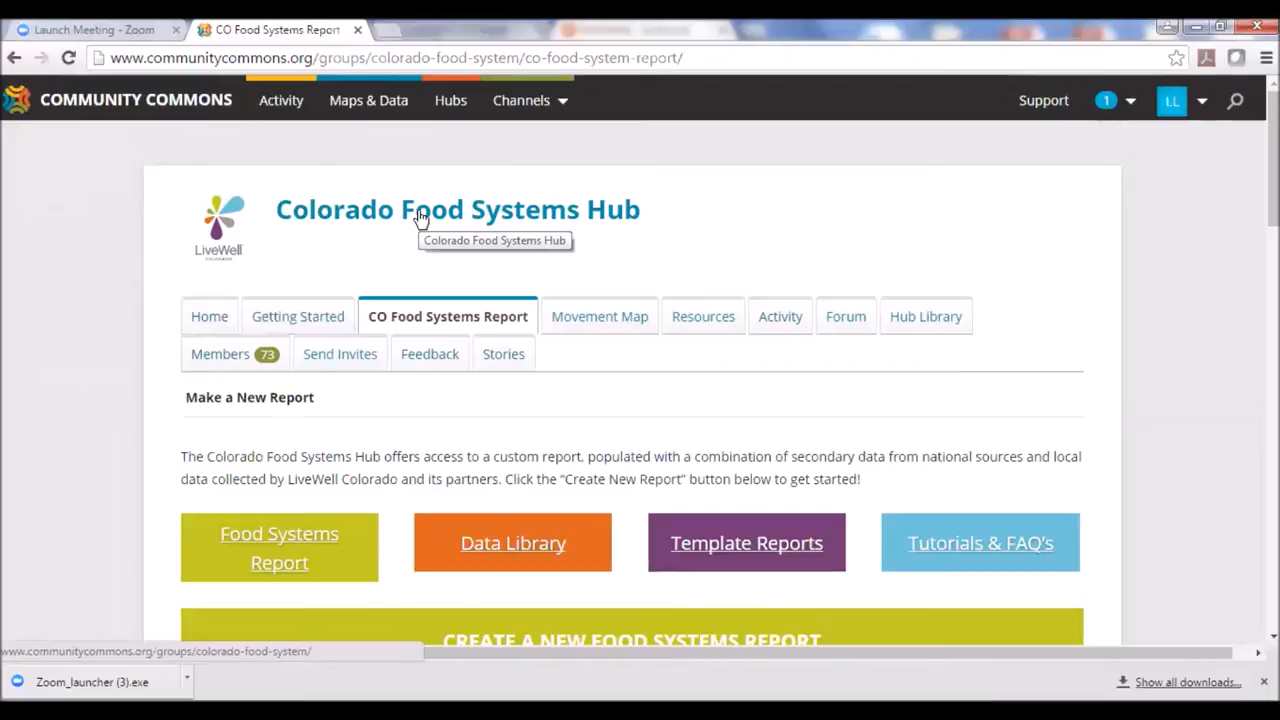 Launch Meeting - Zoom
CO Food Systems Report
www.communitycommons.org/groups/colorado-food-system/co-food-system-report/
COMMUNITY COMMONS Activity Maps & Data Hubs Channels Support 1 LL
LiveWell
Colorado Food Systems Hub
Colorado Food Systems Hub
Home Getting Started CO Food Systems Report Movement Map Resources Activity Forum Hub Library
Members 73 Send Invites Feedback Stories
Make a New Report
The Colorado Food Systems Hub offers access to a custom report, populated with a combination of secondary data from national sources and local
data collected by LiveWell Colorado and its partners. Click the “Create New Report” button below to get started!
Food Systems
Report
Data Library
Template Reports
Tutorials & FAQ's
CREATE A NEW FOOD SYSTEMS REPORT
www.communitycommons.org/groups/colorado-food-system/
Zoom_launcher (3).exe
Show all downloads...